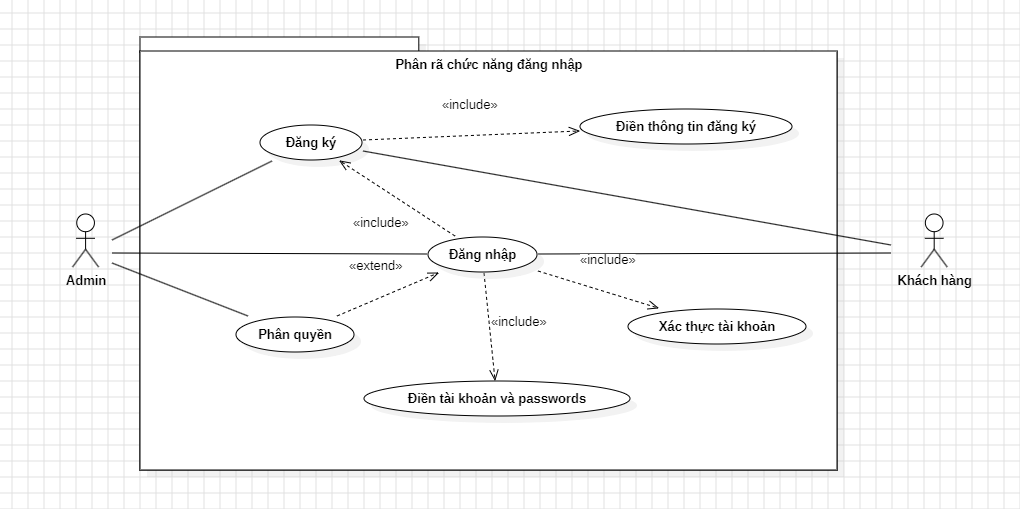 Phân rã chức năng đăng nhập
«include»
Điền thông tin đăng ký
Đăng ký
«include»
Đăng nhập
«include»
«extend»
Admin
Khách hàng
«include»
Xác thực tài khoản
Phân quyền
Điền tài khoản và passwords